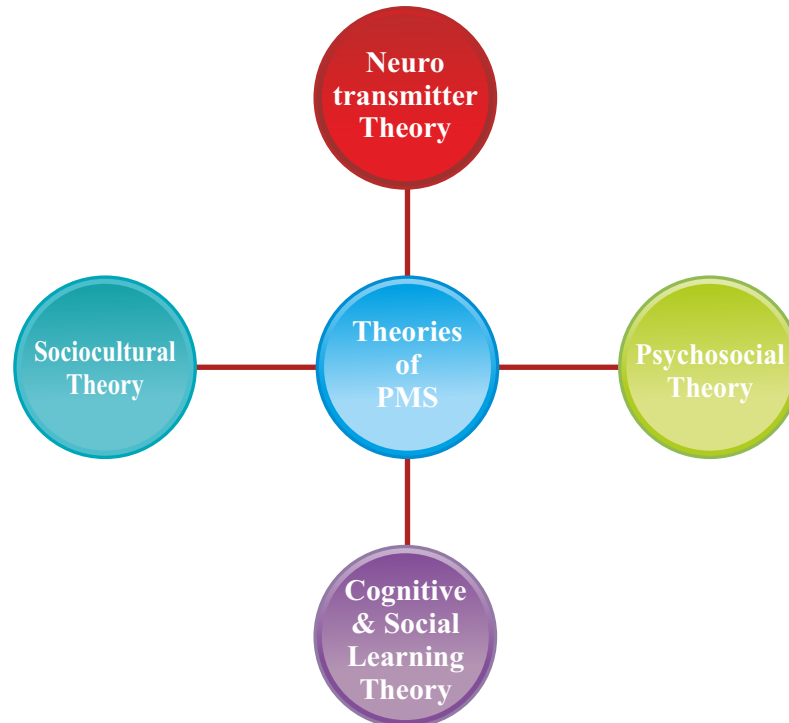 Neuro
transmitter
Theory
Sociocultural
Theory
Theories
of
PMS
Psychosocial
Theory
Cognitive
& Social
Learning
Theory